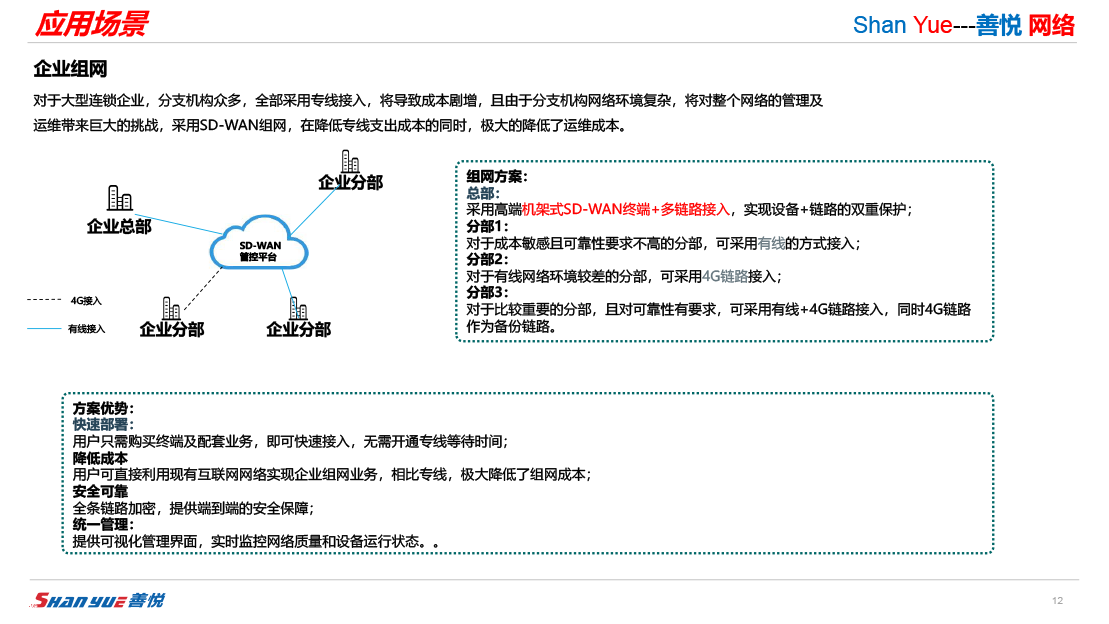 应用场景
Shan Yue---善悦 网络
企业组网
对于大型连锁企业，分支机构众多，全部采用专线接入，将导致成本剧增，且由于分支机构网络环境复杂，将对整个网络的管理及
运维带来巨大的挑战，采用SD-WAN组网，在降低专线支出成本的同时，极大的降低了运维成本。
企业分部
企业总部
SD-WAN
管控平台
4G接入
有线接入
企业分部
企业分部
组网方案：
总部：
采用高端机架式SD-WAN终端+多链路接入，实现设备+链路的双重保护；
分部1：
对于成本敏感且可靠性要求不高的分部，可采用有线的方式接入；
分部2：
对于有线网络环境较差的分部，可采用4G链路接入；
分部3：
对于比较重要的分部，且对可靠性有要求，可采用有线+4G链路接入，同时4G链路
作为备份链路。
方案优势：
快速部署：
用户只需购买终端及配套业务，即可快速接入，无需开通专线等待时间；
降低成本
用户可直接利用现有互联网网络实现企业组网业务，相比专线，极大降低了组网成本；
安全可靠
全条链路加密，提供端到端的安全保障；
统一管理：
提供可视化管理界面，实时监控网络质量和设备运行状态。。
SHAN YUE 善悦
12